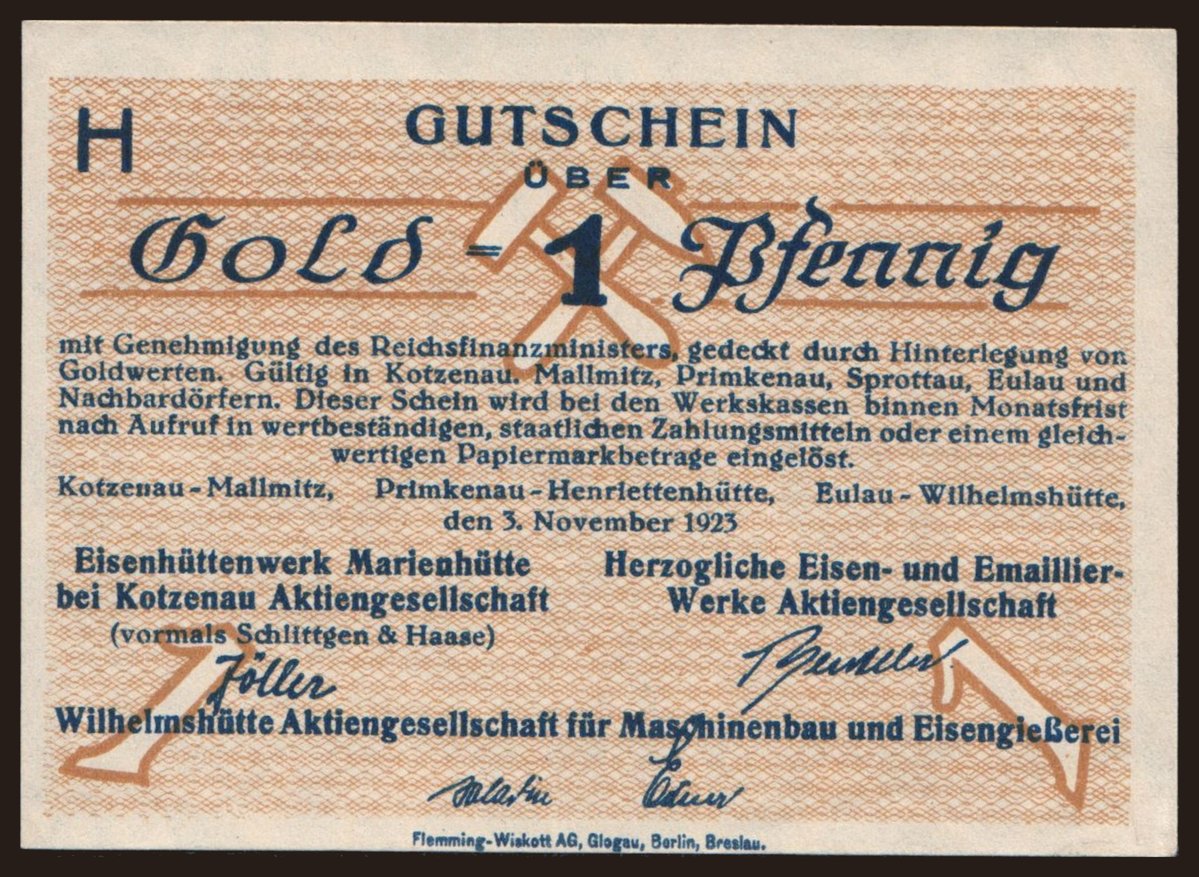 H
GUTSCHEIN
ÜBER
Gold = 1 Pfennig
mit Genehmigung des Reichsfinanzministers, gedeckt durch Hinterlegung von
Goldwerten. Gültig in Kotzenau, Mallmitz, Primkenau, Sprottau, Eulau und
Nachbardörfern. Dieser Schein wird bei den Werkskassen binnen Monatsfrist
nach Aufruf in wertbeständigen, staatlichen Zahlungsmitteln oder einem gleich-
wertigen Papiermarkbetrage eingelöst.
Kotzenau-Mallmitz, Primkenau-Henriettenhütte, Eulau-Wilhelmshütte,
den 3. November 1923
Eisenhüttenwerk Marienhütte
bei Kotzenau Aktiengesellschaft
(vormals Schlittgen & Haase)
Herzogliche Eisen- und Emaillier-
Werke Aktiengesellschaft
Jöller
Wilhelmshütte Aktiengesellschaft für Maschinenbau und Eisengießerei
1
1
Flemming-Wiskott AG, Glogau, Berlin, Breslau.